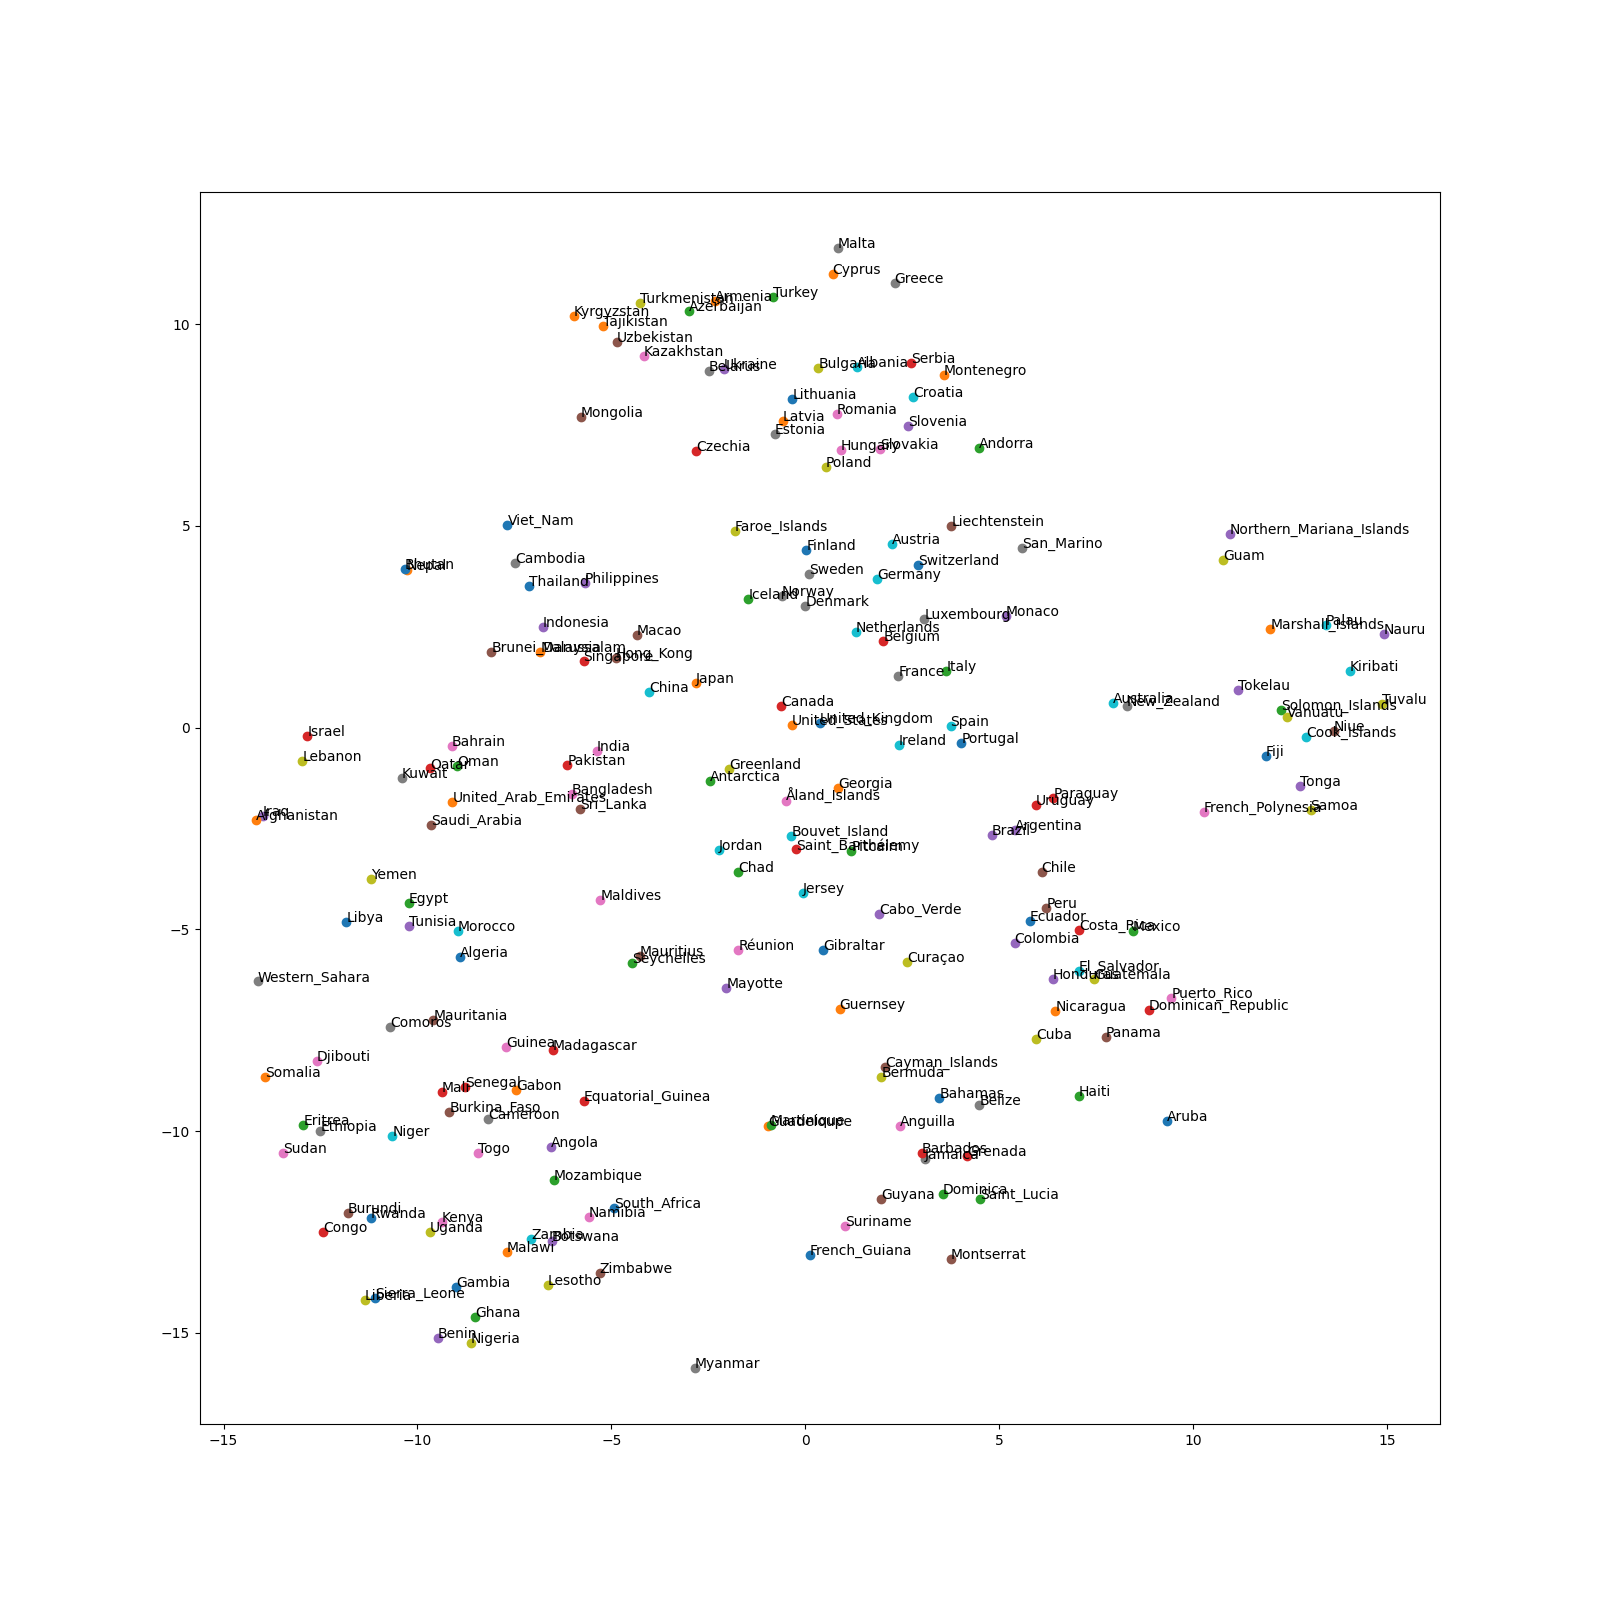 Malta
Cyprus
Greece
Turkey
Armenia
Turkmenistan
Azerbaijan
Kyrgyzstan
Tajikistan
10
Uzbekistan
Kazakhstan
Ukraine
Belarus
Bulgaria
Albania
Serbia
Montenegro
Lithuania
Croatia
Mongolia
Latvia
Romania
Estonia
Slovenia
Czechia
Hungary
Slovakia
Andorra
Poland
5
Viet_Nam
Faroe_Islands
Liechtenstein
Northern_Mariana_Islands
Finland
Austria
San_Marino
Guam
Bhutan
Nepal
Cambodia
Switzerland
Thailand
Philippines
Sweden
Germany
Iceland
Norway
Denmark
Luxembourg
Monaco
Indonesia
Macao
Netherlands
Belgium
Marshall_Islands
Palau
Nauru
Brunei_Darussalam
Malaysia
Singapore
Hong_Kong
France
Italy
Kiribati
Japan
China
Tokelau
Canada
Australia
New_Zealand
Solomon_Islands
Vanuatu
Tuvalu
0
United_States
United_Kingdom
Spain
Niue
Cook_Islands
Israel
Bahrain
India
Ireland
Portugal
Fiji
Lebanon
Kuwait
Qatar
Oman
Pakistan
Greenland
Antarctica
Georgia
Tonga
United_Arab_Emirates
Bangladesh
Sri_Lanka
Åland_Islands
Uruguay
Paraguay
French_Polynesia
Samoa
Iraq
Afghanistan
Saudi_Arabia
Bouvet_Island
Brazil
Argentina
Jordan
Saint_Barthélemy
Pitcairn
Chad
Chile
Yemen
Jersey
Egypt
Maldives
Cabo_Verde
Peru
Libya
Tunisia
Morocco
Ecuador
Costa_Rica
Mexico
−5
Colombia
Algeria
Mauritius
Seychelles
Réunion
Gibraltar
Curaçao
El_Salvador
Western_Sahara
Mayotte
Honduras
Guatemala
Puerto_Rico
Comoros
Mauritania
Guernsey
Nicaragua
Dominican_Republic
Guinea
Madagascar
Cuba
Panama
Djibouti
Somalia
Cayman_Islands
Bermuda
Mali
Senegal
Gabon
Equatorial_Guinea
Bahamas
Belize
Haiti
Burkina_Faso
Cameroon
Eritrea
Ethiopia
Niger
Guadeloupe
Martinique
Anguilla
Aruba
−10
Sudan
Togo
Angola
Barbados
Jamaica
Grenada
Mozambique
Guyana
Dominica
Saint_Lucia
Burundi
Rwanda
Kenya
Namibia
South_Africa
Suriname
Congo
Uganda
Zambia
Botswana
Malawi
French_Guiana
Montserrat
Zimbabwe
Gambia
Lesotho
Liberia
Sierra_Leone
Ghana
−15
Benin
Nigeria
Myanmar
−15
−10
−5
0
5
10
15